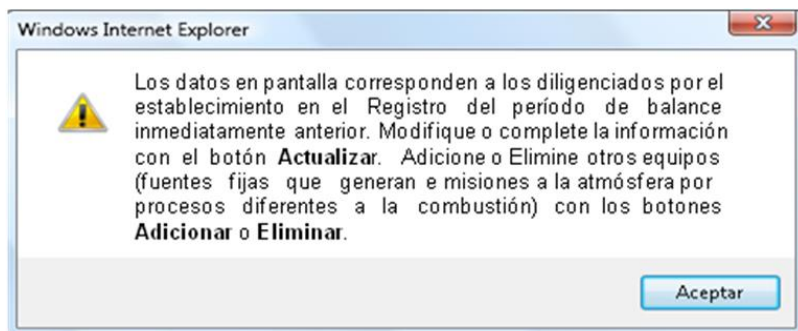 Windows Internet Explorer
Los datos en pantalla corresponden a los diligenciados por el
establecimiento en el Registro del período de balance
inmediatamente anterior. Modifique o complete la información
con el botón Actualizar. Adicione o Elimine otros equipos
(fuentes fijas que generan e misiones a la atmósfera por
procesos diferentes a la combustión) con los botones
Adicionar o Eliminar.
Aceptar